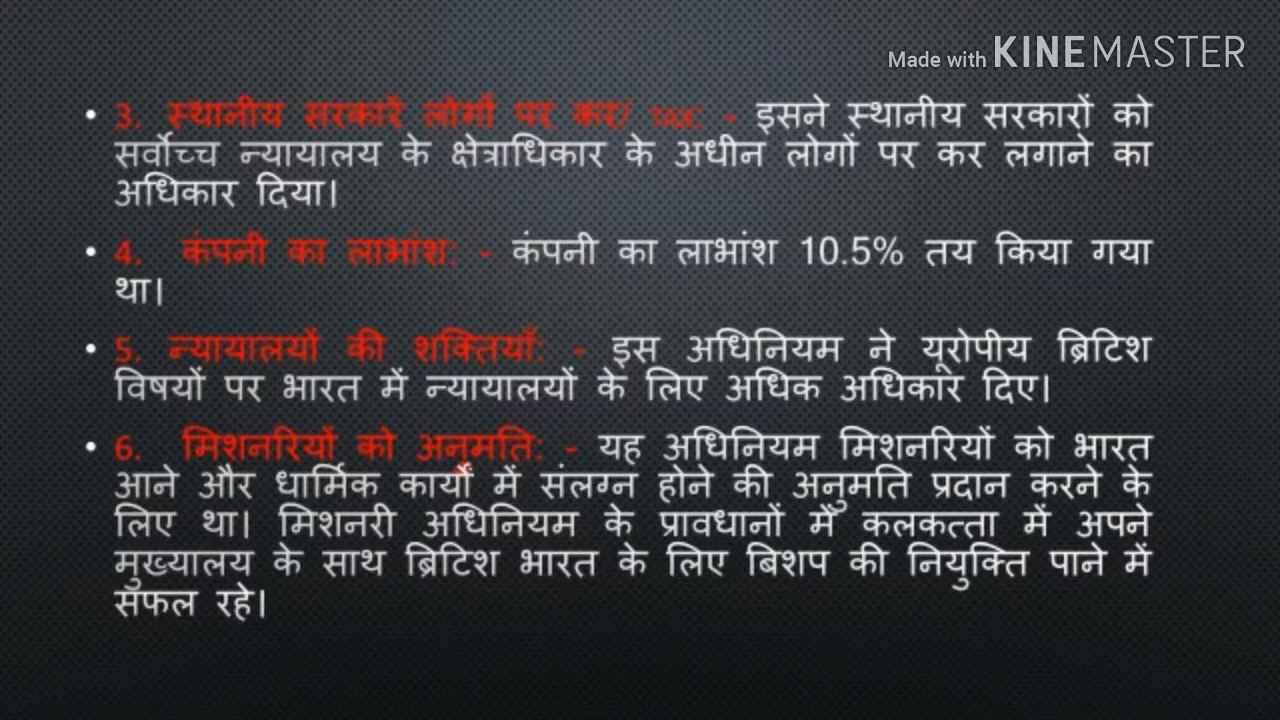 Made with KINEMASTER
• 3. स्थानीय सरकारें लोगों पर कर/ TAX: - इसने स्थानीय सरकारों को
सर्वोच्च न्यायालय के क्षेत्राधिकार के अधीन लोगों पर कर लगाने का
अधिकार दिया।
• 4. कंपनी का लाभांश: - कंपनी का लाभांश 10.5% तय किया गया
था।
• 5. न्यायालयों की शक्तियाँ: - इस अधिनियम ने यूरोपीय ब्रिटिश
विषयों पर भारत में न्यायालयों के लिए अधिक अधिकार दिए।
• 6. मिशनरियों को अनुमति: - यह अधिनियम मिशनरियों को भारत
आने और धार्मिक कार्यों में संलग्न होने की अनुमति प्रदान करने के
लिए था। मिशनरी अधिनियम के प्रावधानों में कलकत्ता में अपने
मुख्यालय के साथ ब्रिटिश भारत के लिए बिशप की नियुक्ति पाने में
सफल रहे।